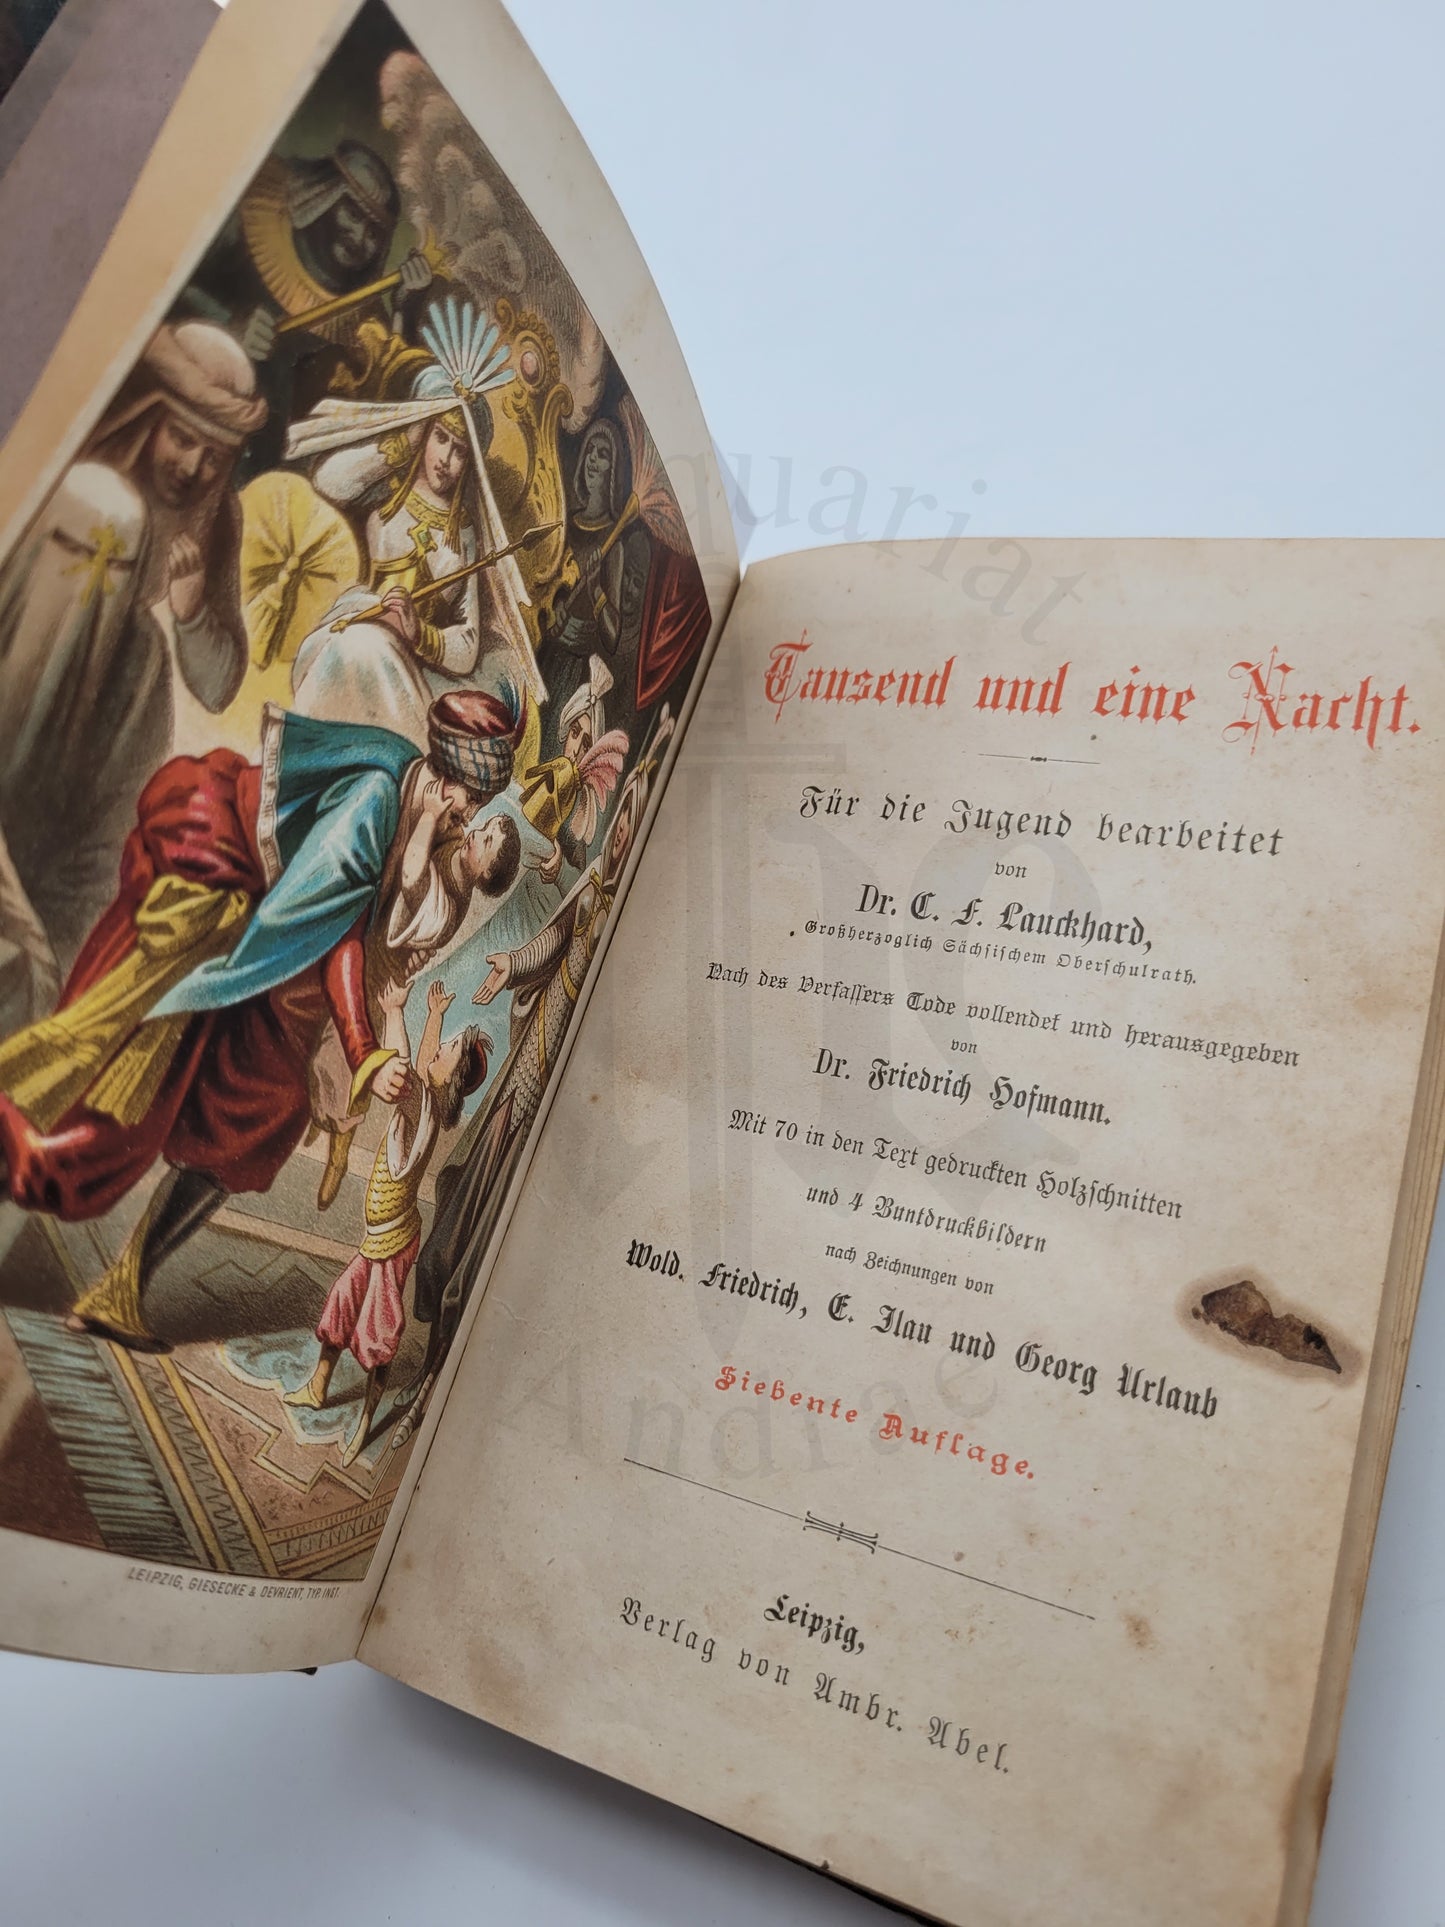 Tausend und eine Nacht.
Für die Jugend bearbeitet
von
Dr. C. F. Lauckhard,
Großherzoglich Sächsischem Oberschulrath.
Nach des Verfassers Tode vollendet und herausgegeben
von
Dr. Friedrich Hofmann.
Mit 70 in den Text gedruckten Holzschnitten
und 4 Buntdruckbildern
nach Zeichnungen von
Wold. Friedrich, E. Ilau und Georg Urlaub
Siebente Auflage.
Leipzig,
Verlag von Ambr. Abel.
LEIPZIG, GIESECKE & DEVRIENT, TYP. INST.
Antiquariat
Andrae